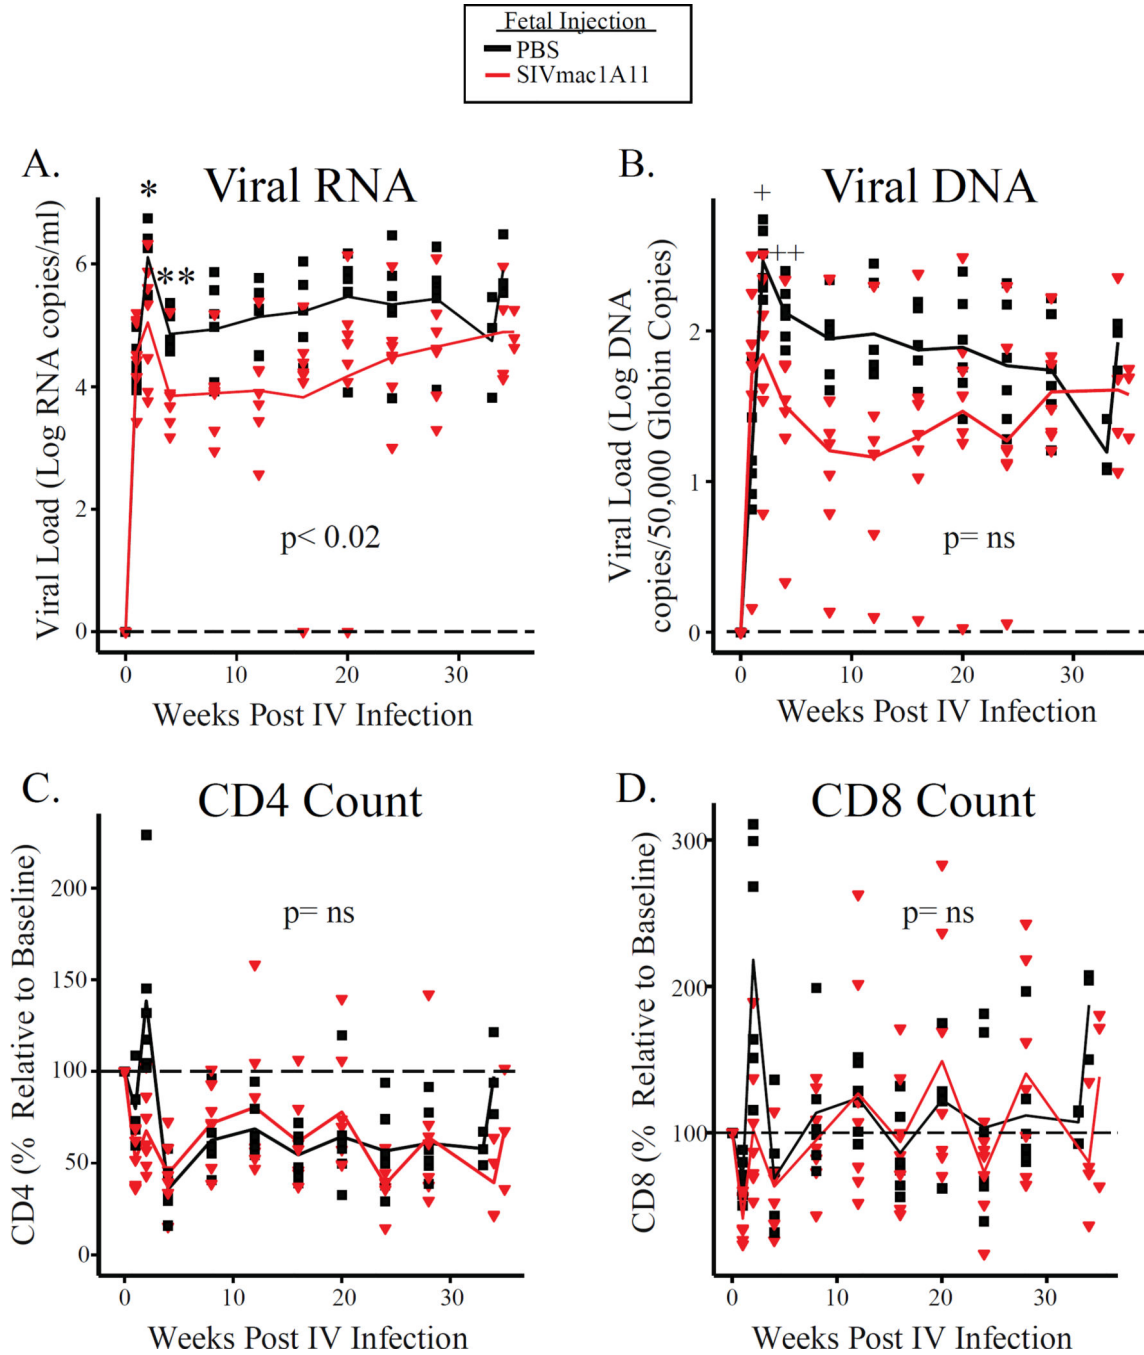 Fetal Injection
PBS
SIVmac1A11
A.
Viral RNA
*
**
Viral Load (Log RNA copies/ml)
6
4
2
0
p< 0.02
0 10 20 30
Weeks Post IV Infection
B.
Viral DNA
+
++
Viral Load (Log DNA
copies/50,000 Globin Copies)
2
1
0
p= ns
0 10 20 30
Weeks Post IV Infection
C.
CD4 Count
CD4 (% Relative to Baseline)
200
150
100
50
0
p= ns
0 10 20 30
Weeks Post IV Infection
D.
CD8 Count
CD8 (% Relative to Baseline)
300
200
100
p= ns
0 10 20 30
Weeks Post IV Infection